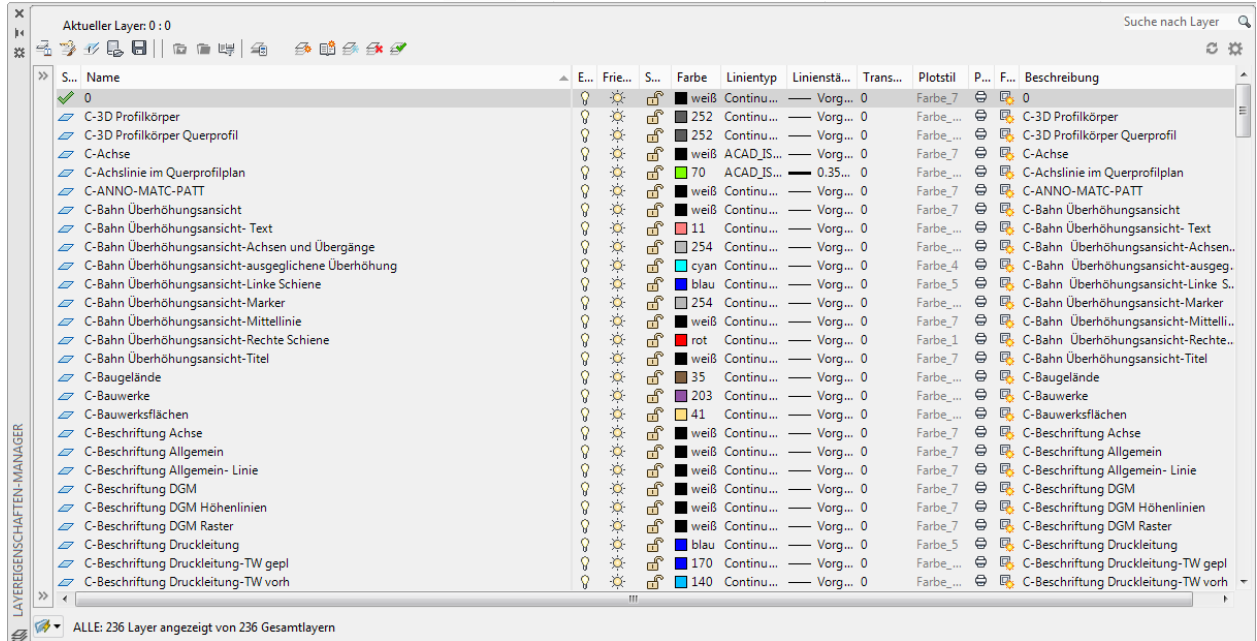 Aktueller Layer: 0 : 0
Suche nach Layer
S... Name E... Frie... S... Farbe Linientyp Linienstä... Trans... Plotstil P... F... Beschreibung
0 weiß Continu... Vorg... 0 Farbe_7 0
C-3D Profilkörper 252 Continu... Vorg... 0 Farbe_... C-3D Profilkörper
C-3D Profilkörper Querprofil 252 Continu... Vorg... 0 Farbe_... C-3D Profilkörper Querprofil
C-Achse weiß ACAD_IS... Vorg... 0 Farbe_7 C-Achse
C-Achslinie im Querprofilplan 70 ACAD_IS... 0.35... 0 Farbe_... C-Achslinie im Querprofilplan
C-ANNO-MATC-PATT weiß Continu... Vorg... 0 Farbe_7 C-ANNO-MATC-PATT
C-Bahn Überhöhungsansicht weiß Continu... Vorg... 0 Farbe_7 C-Bahn Überhöhungsansicht
C-Bahn Überhöhungsansicht- Text 11 Continu... Vorg... 0 Farbe_... C-Bahn Überhöhungsansicht- Text
C-Bahn Überhöhungsansicht-Achsen und Übergänge 254 Continu... Vorg... 0 Farbe_... C-Bahn Überhöhungsansicht-Achsen...
C-Bahn Überhöhungsansicht-ausgeglichene Überhöhung cyan Continu... Vorg... 0 Farbe_4 C-Bahn Überhöhungsansicht-ausgeg...
C-Bahn Überhöhungsansicht-Linke Schiene blau Continu... Vorg... 0 Farbe_5 C-Bahn Überhöhungsansicht-Linke S...
C-Bahn Überhöhungsansicht-Marker 254 Continu... Vorg... 0 Farbe_... C-Bahn Überhöhungsansicht-Marker
C-Bahn Überhöhungsansicht-Mittellinie weiß Continu... Vorg... 0 Farbe_7 C-Bahn Überhöhungsansicht-Mittelli...
C-Bahn Überhöhungsansicht-Rechte Schiene rot Continu... Vorg... 0 Farbe_1 C-Bahn Überhöhungsansicht-Rechte...
C-Bahn Überhöhungsansicht-Titel weiß Continu... Vorg... 0 Farbe_7 C-Bahn Überhöhungsansicht-Titel
C-Baugelände 35 Continu... Vorg... 0 Farbe_... C-Baugelände
C-Bauwerke 203 Continu... Vorg... 0 Farbe_... C-Bauwerke
C-Bauwerksflächen 41 Continu... Vorg... 0 Farbe_... C-Bauwerksflächen
C-Beschriftung Achse weiß Continu... Vorg... 0 Farbe_7 C-Beschriftung Achse
C-Beschriftung Allgemein weiß Continu... Vorg... 0 Farbe_7 C-Beschriftung Allgemein
C-Beschriftung Allgemein- Linie weiß Continu... Vorg... 0 Farbe_7 C-Beschriftung Allgemein- Linie
C-Beschriftung DGM weiß Continu... Vorg... 0 Farbe_7 C-Beschriftung DGM
C-Beschriftung DGM Höhenlinien weiß Continu... Vorg... 0 Farbe_7 C-Beschriftung DGM Höhenlinien
C-Beschriftung DGM Raster weiß Continu... Vorg... 0 Farbe_7 C-Beschriftung DGM Raster
C-Beschriftung Druckleitung blau Continu... Vorg... 0 Farbe_5 C-Beschriftung Druckleitung
C-Beschriftung Druckleitung-TW gepl 170 Continu... Vorg... 0 Farbe_... C-Beschriftung Druckleitung-TW gepl
C-Beschriftung Druckleitung-TW vorh 140 Continu... Vorg... 0 Farbe_... C-Beschriftung Druckleitung-TW vorh
LAYEREIGENSCHAFTEN-MANAGER
ALLE: 236 Layer angezeigt von 236 Gesamtlayern